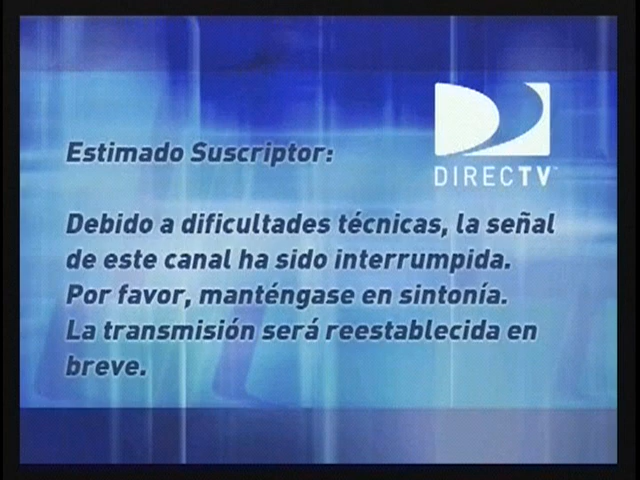 DIRECTV
Estimado Suscriptor:
Debido a dificultades técnicas, la señal
de este canal ha sido interrumpida.
Por favor, manténgase en sintonía.
La transmisión será reestablecida en
breve.